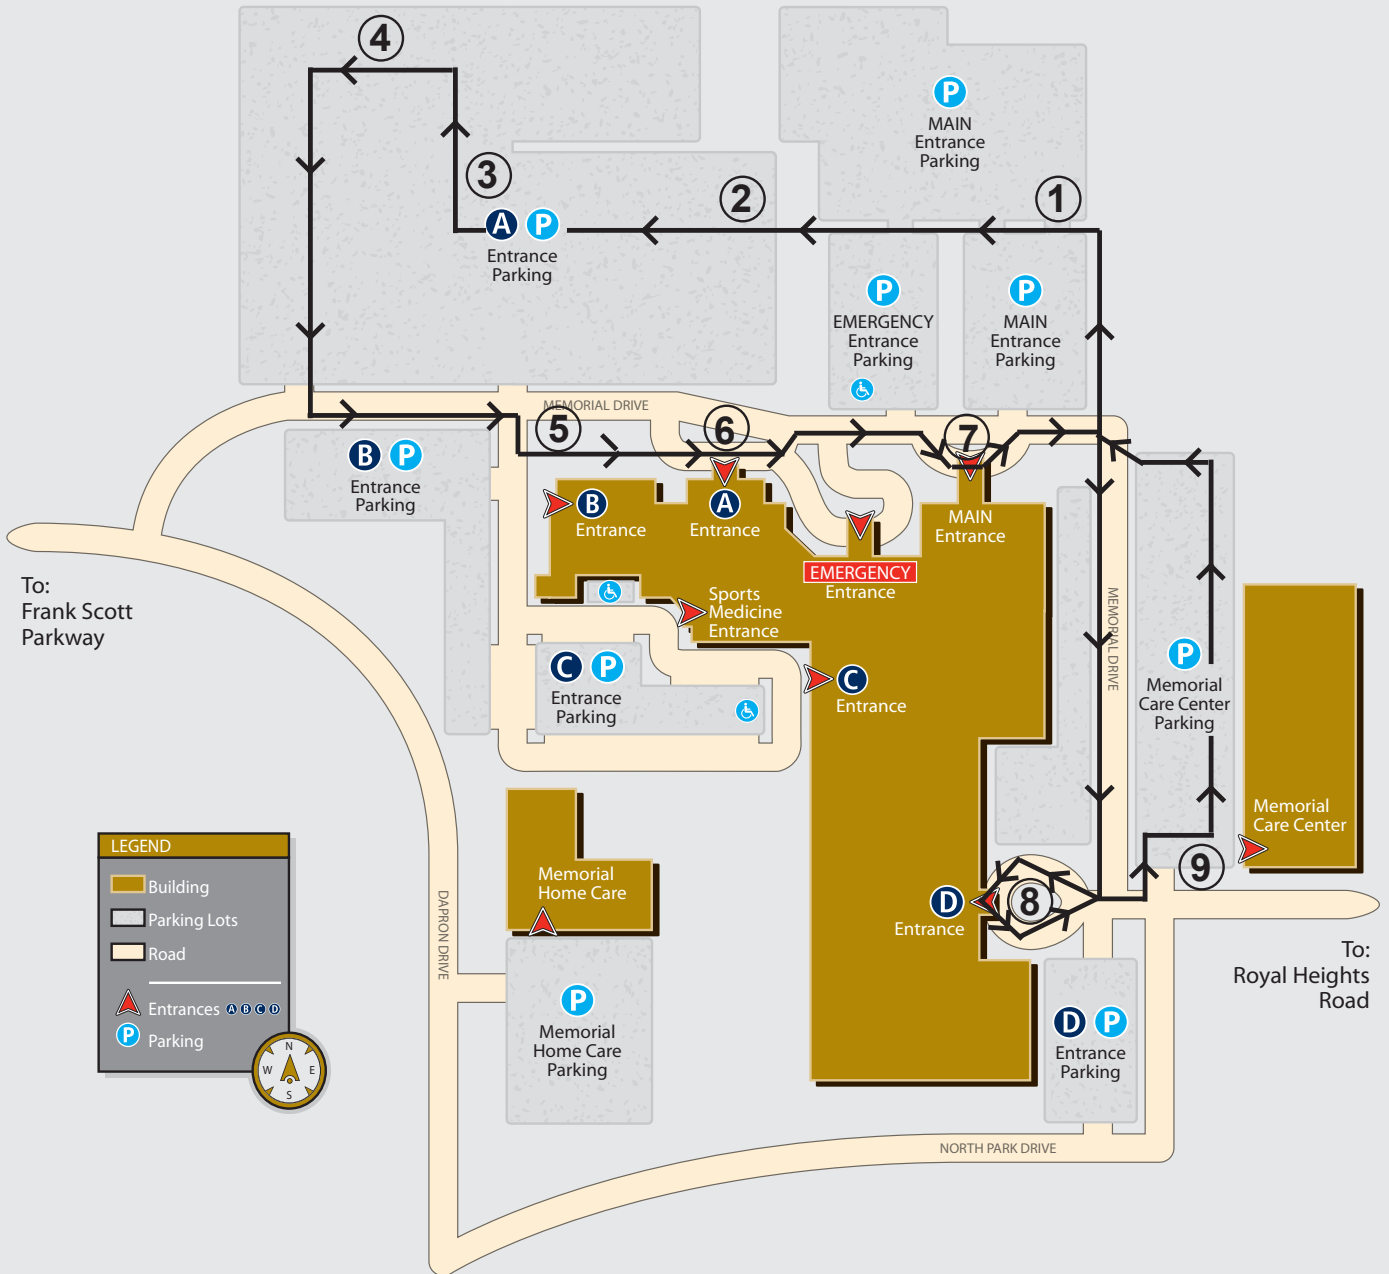 4
P
MAIN
Entrance
Parking
3
2
1
A P
Entrance
Parking
P
EMERGENCY
Entrance
Parking
P
MAIN
Entrance
Parking
MEMORIAL DRIVE
5
6
7
B P
Entrance
Parking
B
Entrance
A
Entrance
MAIN
Entrance
EMERGENCY
Entrance
To:
Frank Scott
Parkway
Sports
Medicine
Entrance
MEMORIAL DRIVE
C P
Entrance
Parking
C
Entrance
P
Memorial
Care Center
Parking
Memorial
Care Center
9
LEGEND
Building
Parking Lots
Road
Entrances A B C D
P Parking
N
W E
S
DAPRON DRIVE
Memorial
Home Care
D
Entrance
8
To:
Royal Heights
Road
P
Memorial
Home Care
Parking
D P
Entrance
Parking
NORTH PARK DRIVE